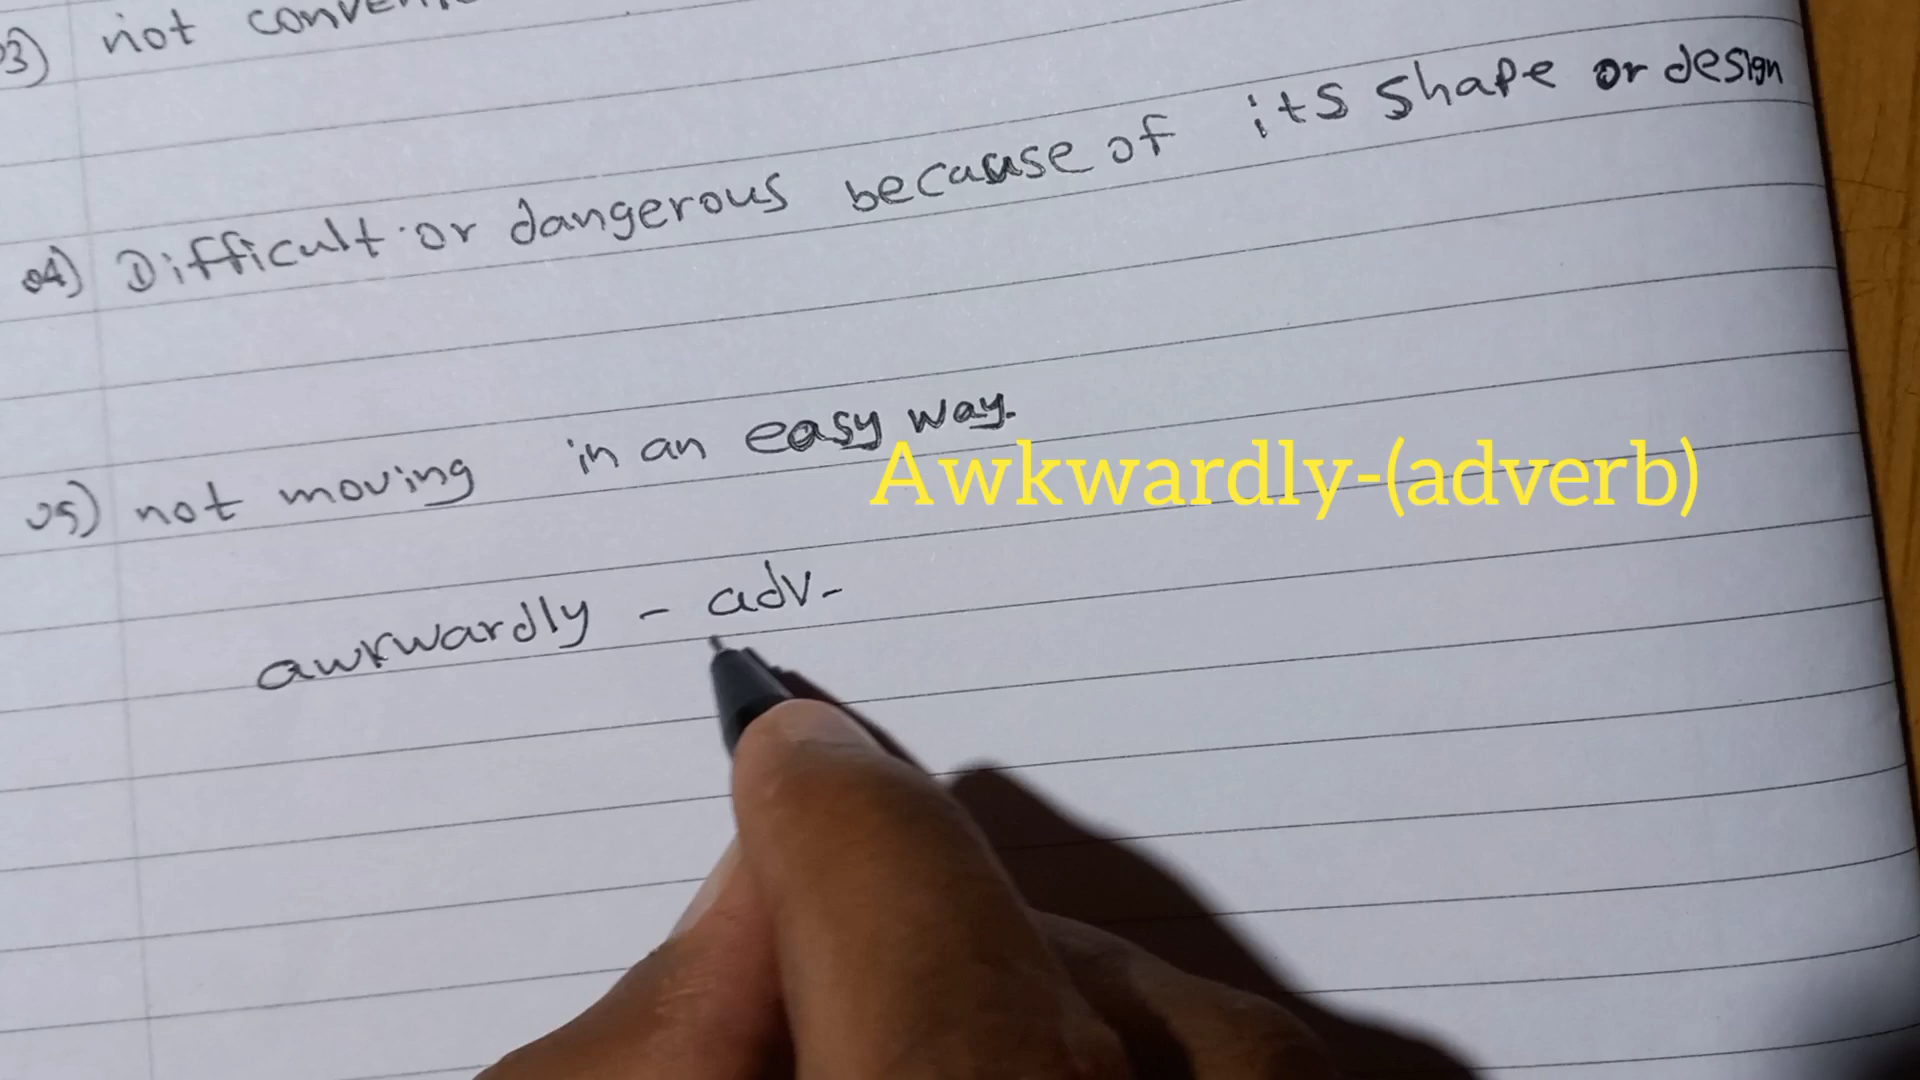 03) not
04) Difficult or dangerous because of its shape or design
05) not moving in an easy way.
Awkwardly-(adverb)
awkwardly - adv-